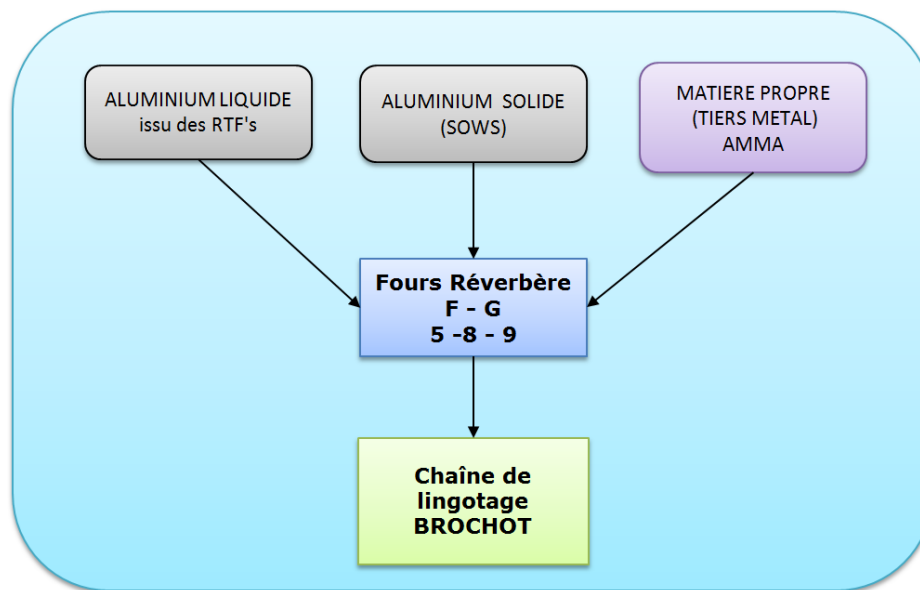 ALUMINIUM LIQUIDE
issu des RTF's
ALUMINIUM SOLIDE
(SOWS)
MATIERE PROPRE
(TIERS METAL)
AMMA
Fours Réverbère
F - G
5 -8 - 9
Chaîne de
lingotage
BROCHOT